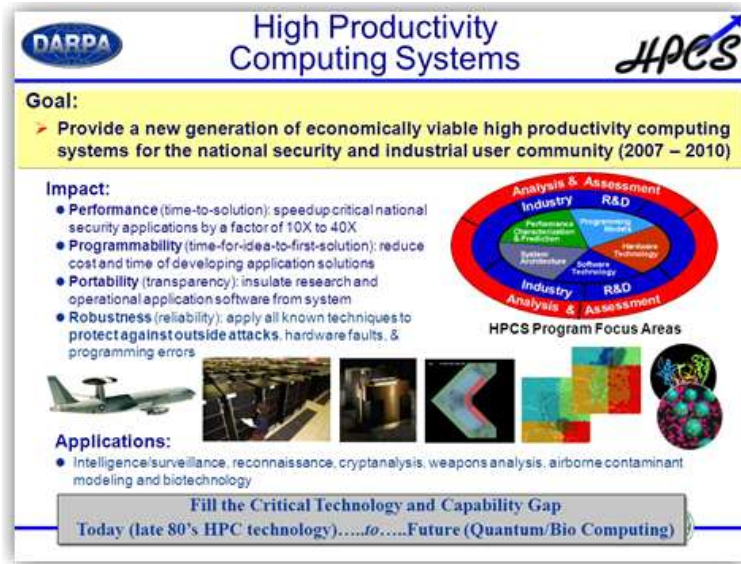 DARPA
High Productivity
Computing Systems
HPCS
Goal:
Provide a new generation of economically viable high productivity computing
systems for the national security and industrial user community (2007 – 2010)
Impact:
Performance (time-to-solution): speedup critical national
security applications by a factor of 10X to 40X
Programmability (time-for-idea-to-first-solution): reduce
cost and time of developing application solutions
Portability (transparency): insulate research and
operational application software from system
Robustness (reliability): apply all known techniques to
protect against outside attacks, hardware faults, &
programming errors
Analysis & Assessment
Industry R&D
Performance
Characterization
& Prediction
Programming
Models
Hardware
Technology
System
Architecture
Software
Technology
Industry R&D
Analysis & Assessment
HPCS Program Focus Areas
Applications:
Intelligence/surveillance, reconnaissance, cryptanalysis, weapons analysis, airborne contaminant
modeling and biotechnology
Fill the Critical Technology and Capability Gap
Today (late 80's HPC technology)…..to…..Future (Quantum/Bio Computing)